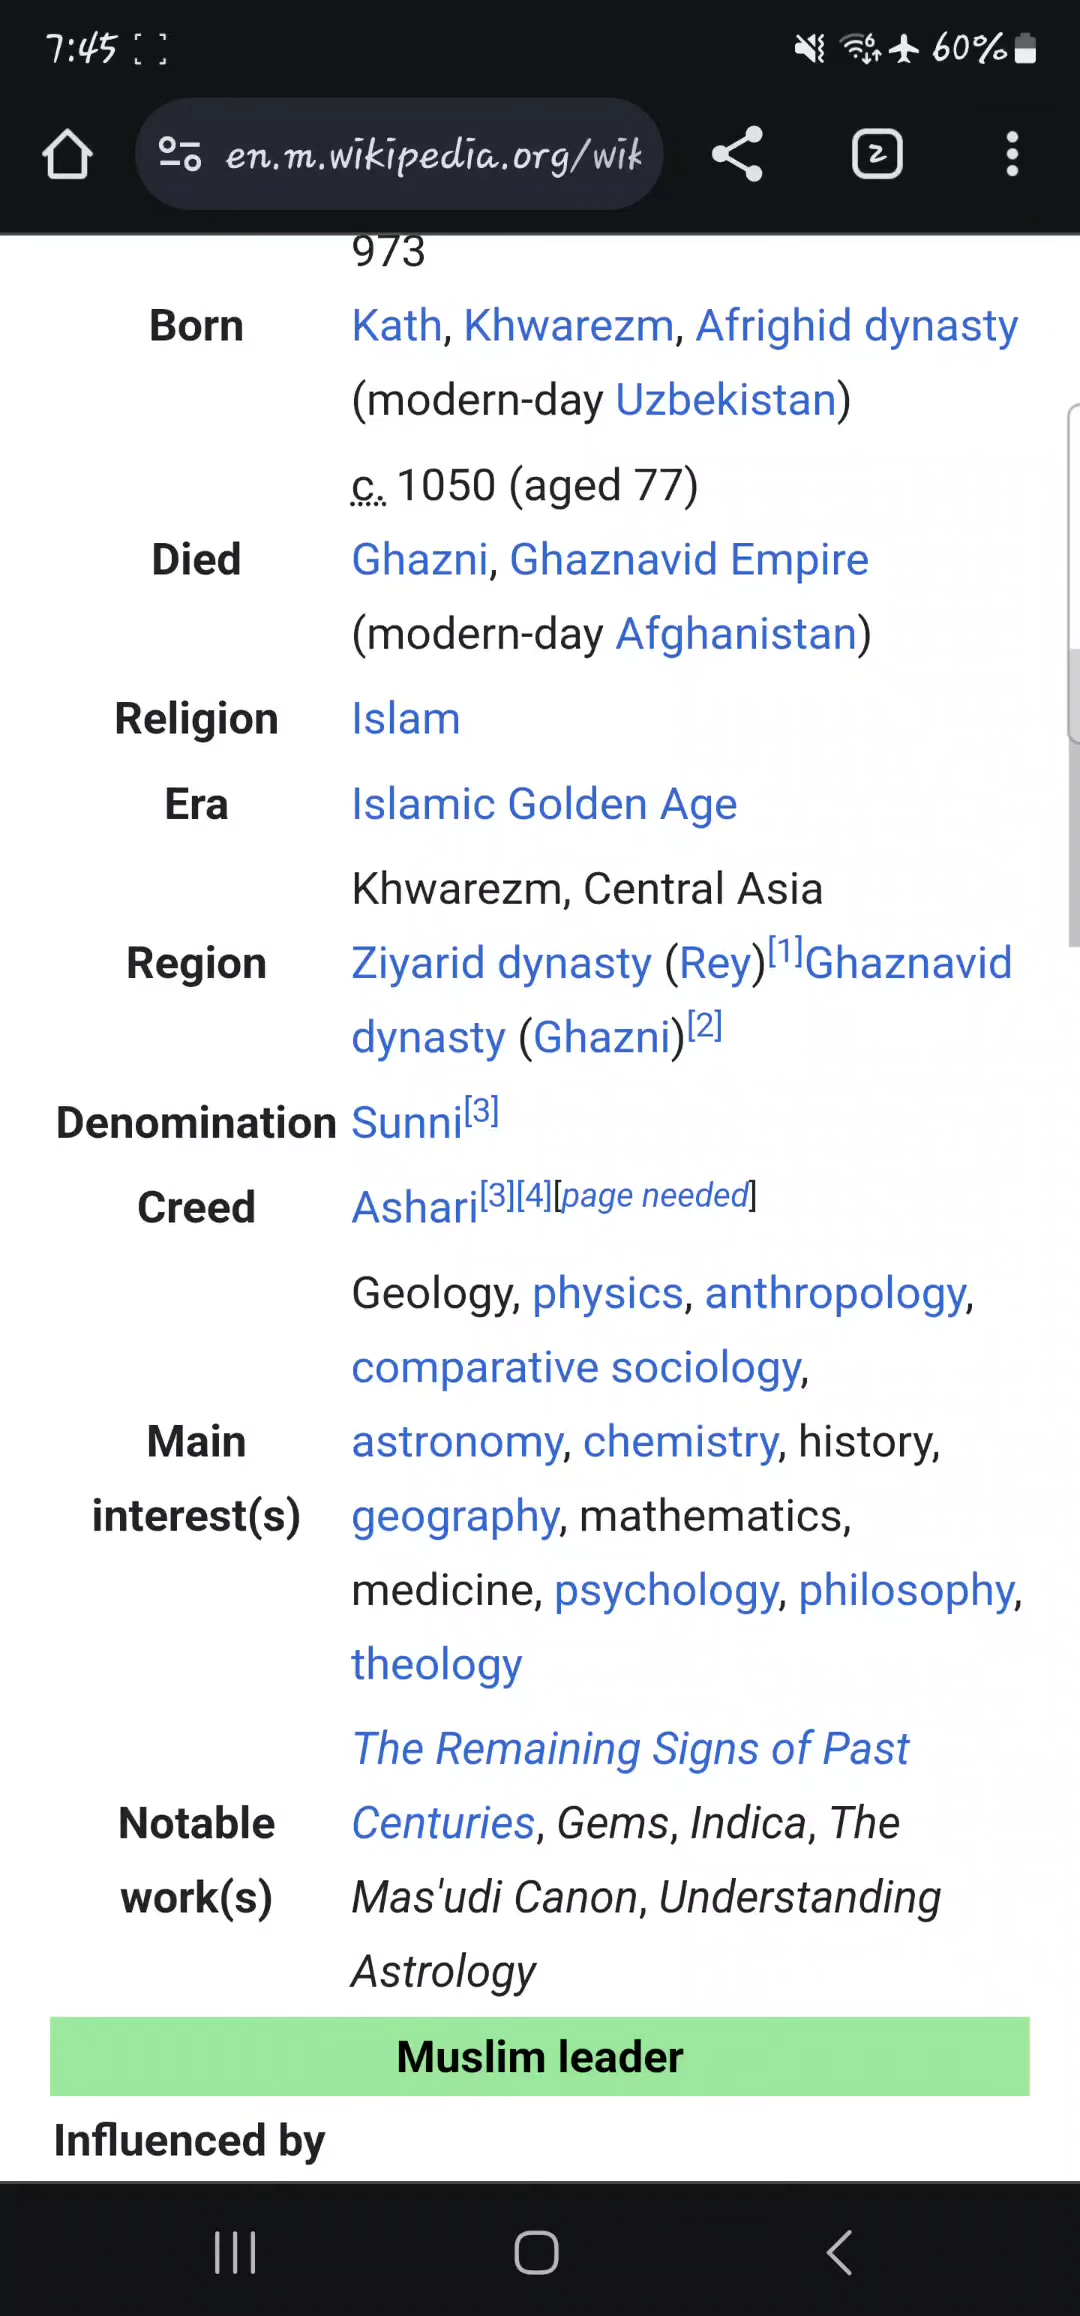 7:45
60%
en.m.wikipedia.org/wik
2
973
Born
Kath, Khwarezm, Afrighid dynasty
(modern-day Uzbekistan)
c. 1050 (aged 77)
Died
Ghazni, Ghaznavid Empire
(modern-day Afghanistan)
Religion Islam
Era Islamic Golden Age
Khwarezm, Central Asia
Region Ziyarid dynasty (Rey)[1]Ghaznavid
dynasty (Ghazni)[2]
Denomination Sunni[3]
Creed Ashari[3][4][page needed]
Geology, physics, anthropology,
comparative sociology,
Main astronomy, chemistry, history,
interest(s) geography, mathematics,
medicine, psychology, philosophy,
theology
The Remaining Signs of Past
Notable Centuries, Gems, Indica, The
work(s) Mas'udi Canon, Understanding
Astrology
Muslim leader
Influenced by